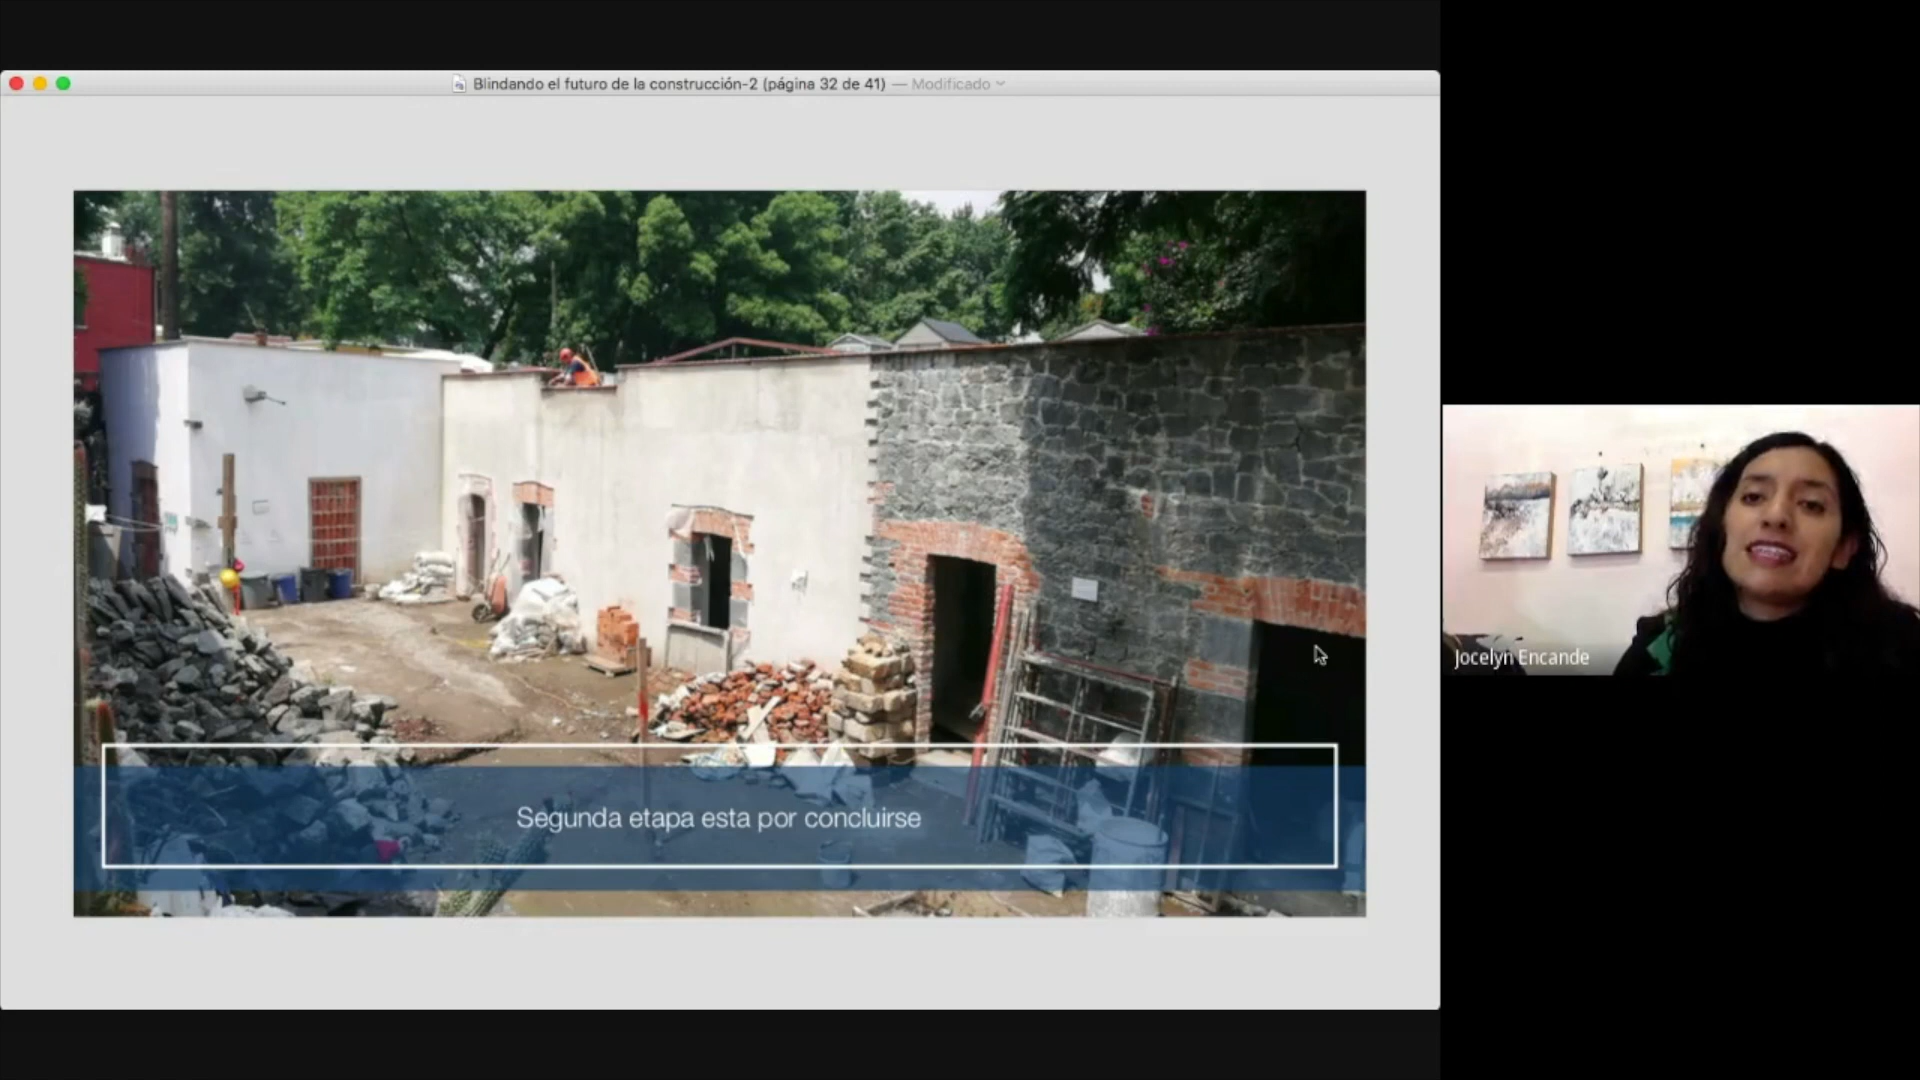 Blindando el futuro de la construcción-2 (página 32 de 41) — Modificado
Segunda etapa esta por concluirse
Jocelyn Encande